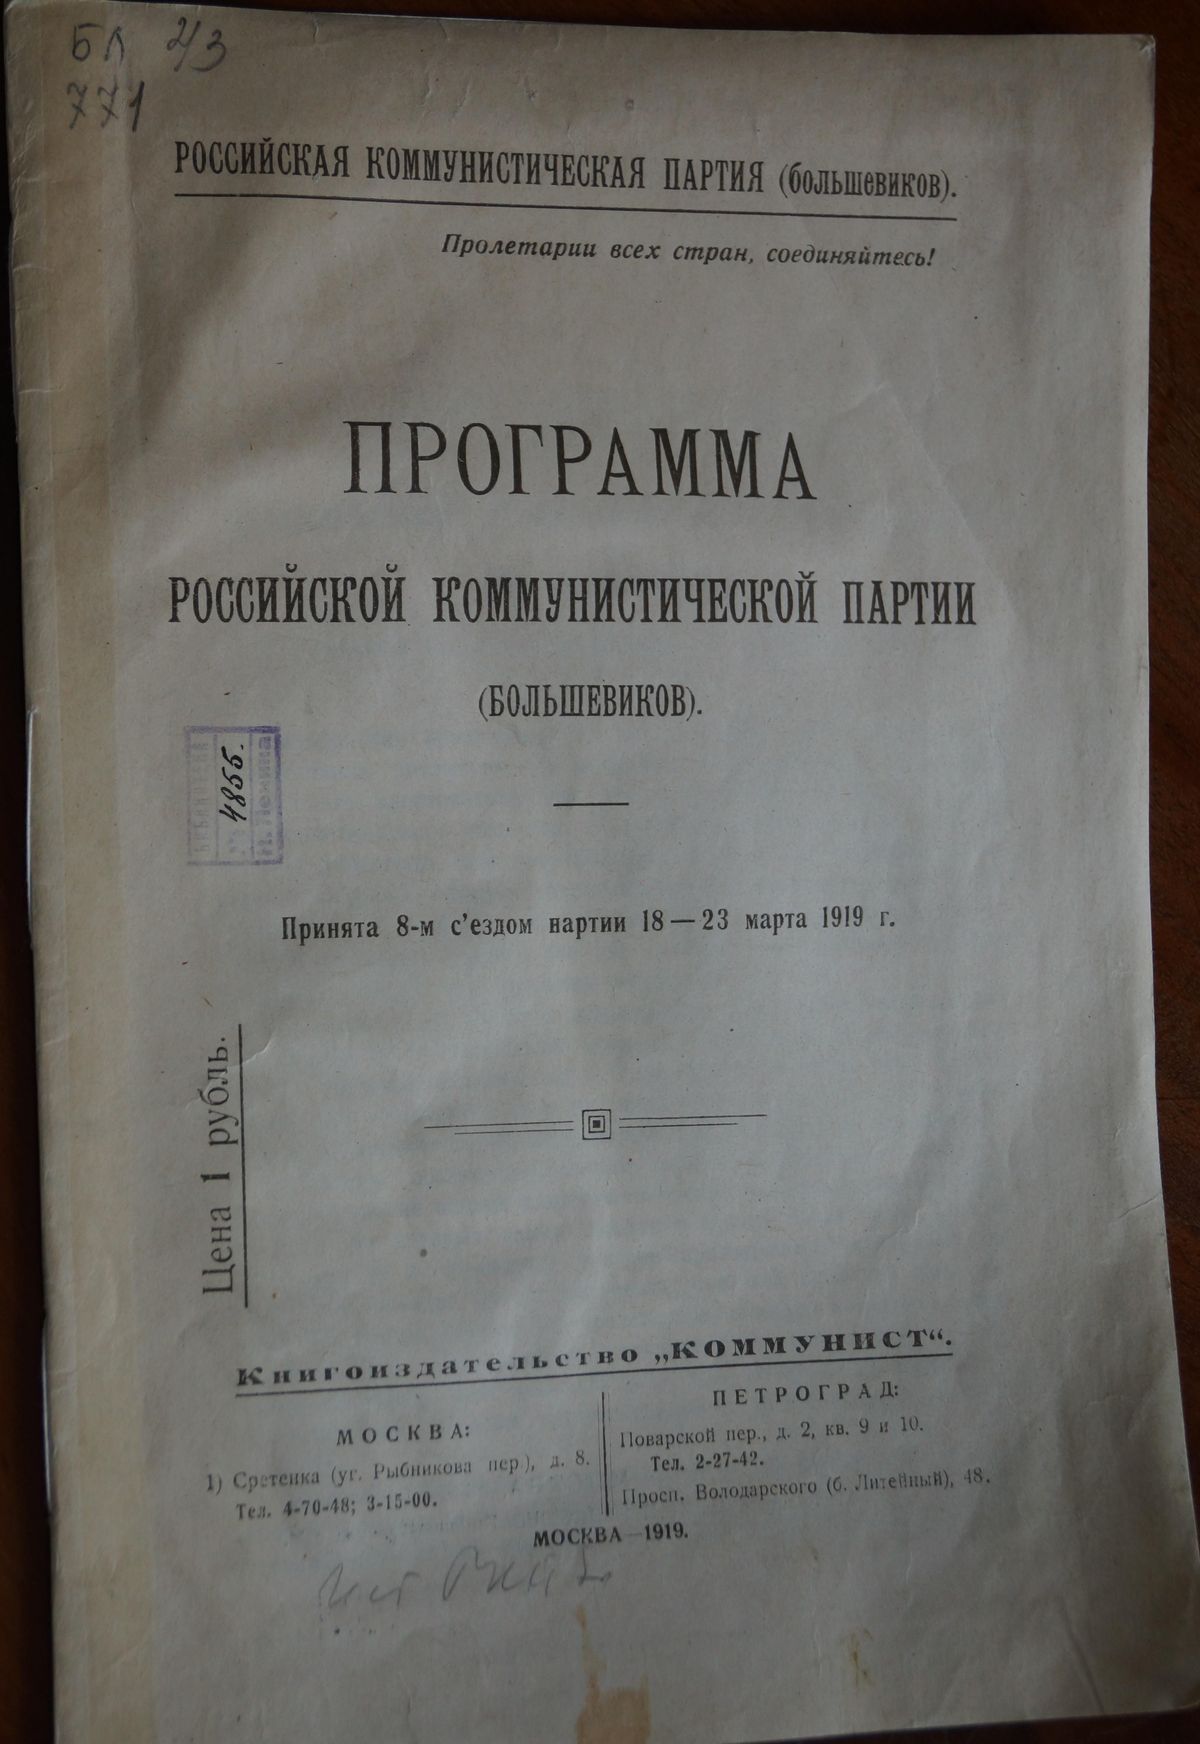 БЛ 2/3
771
РОССИЙСКАЯ КОММУНИСТИЧЕСКАЯ ПАРТИЯ (большевиков).
Пролетарии всех стран, соединяйтесь!
ПРОГРАММА
РОССИЙСКОЙ КОММУНИСТИЧЕСКОЙ ПАРТИИ
(БОЛЬШЕВИКОВ).
4855.
Принята 8-м с'ездом нартии 18—23 марта 1919 г.
Цена 1 рубль.
Книгоиздательство „КОММУНИСТ“.
МОСКВА:
1) Сретенка (уг. Рыбникова пер.), д. 8.
Тел. 4-70-48; 3-15-00.
ПЕТРОГРАД:
Поварской пер., д. 2, кв. 9 и 10.
Тел. 2-27-42.
Просп. Володарского (б. Литейный), 48.
МОСКВА—1919.